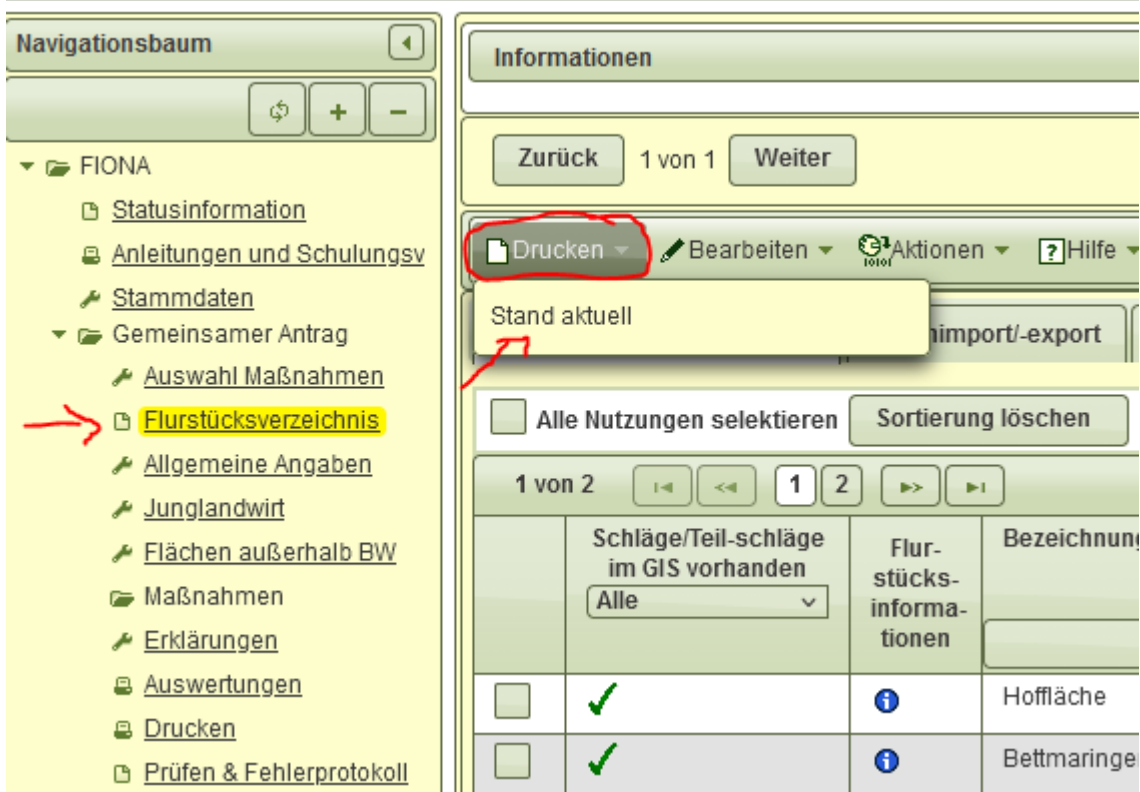 Navigationsbaum
FIONA
Statusinformation
Anleitungen und Schulungsv
Stammdaten
Gemeinsamer Antrag
Auswahl Maßnahmen
Flurstücksverzeichnis
Allgemeine Angaben
Junglandwirt
Flächen außerhalb BW
Maßnahmen
Erklärungen
Auswertungen
Drucken
Prüfen & Fehlerprotokoll
Informationen
Zurück 1 von 1 Weiter
Drucken Bearbeiten Aktionen Hilfe
Stand aktuell
nimport/-export
Alle Nutzungen selektieren Sortierung löschen
1 von 2 1 2
Schläge/Teil-schläge
im GIS vorhanden
Alle
Flur-
stücks-
informa-
tionen
Bezeichnung
Hoffläche
Bettmaringe